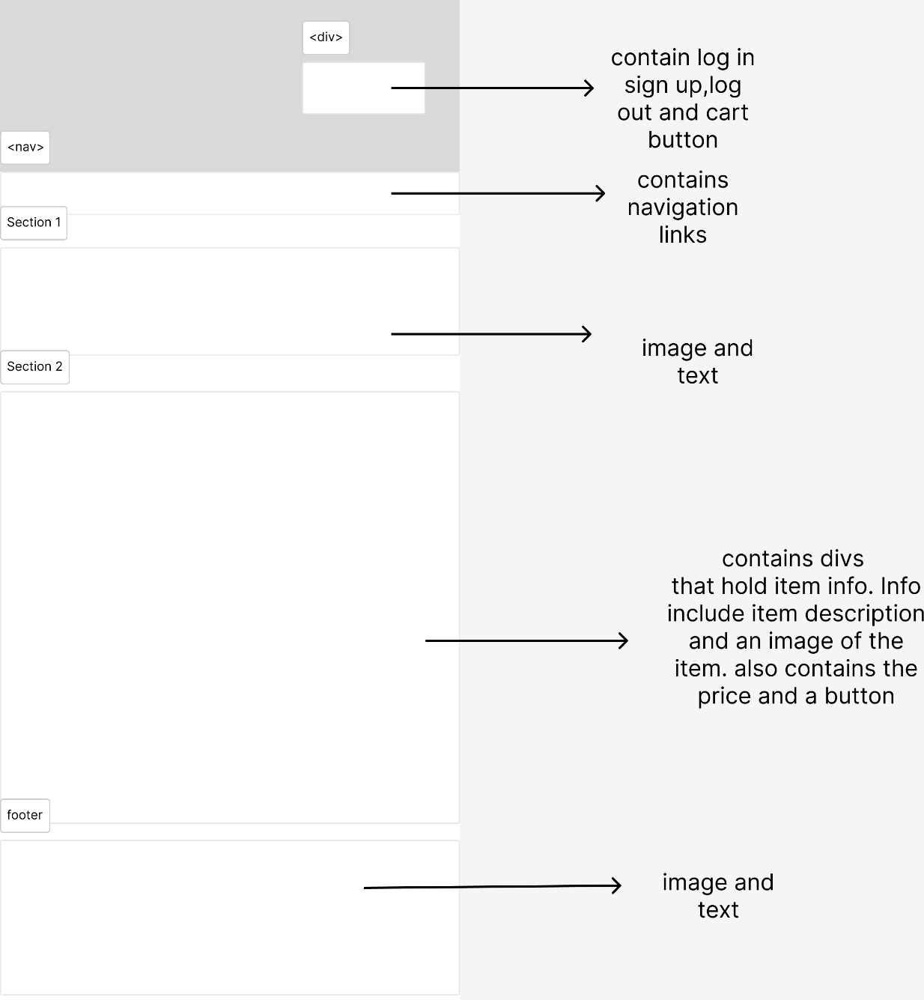 <div>
contain log in
sign up,log
out and cart
button
<nav>
contains
navigation
links
Section 1
image and
text
Section 2
contains divs
that hold item info. Info
include item description
and an image of the
item. also contains the
price and a button
footer
image and
text